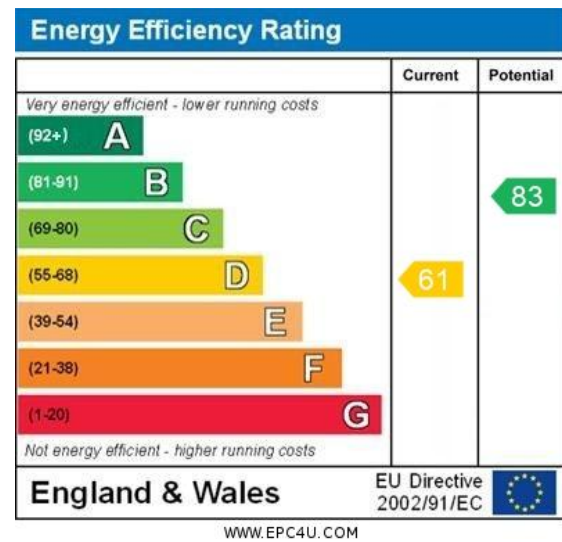 Energy Efficiency Rating
Current Potential
Very energy efficient - lower running costs
(92+) A
(81-91) B
83
(69-80) C
(55-68) D
61
(39-54) E
(21-38) F
(1-20) G
Not energy efficient - higher running costs
England & Wales
EU Directive
2002/91/EC
WWW.EPC4U.COM